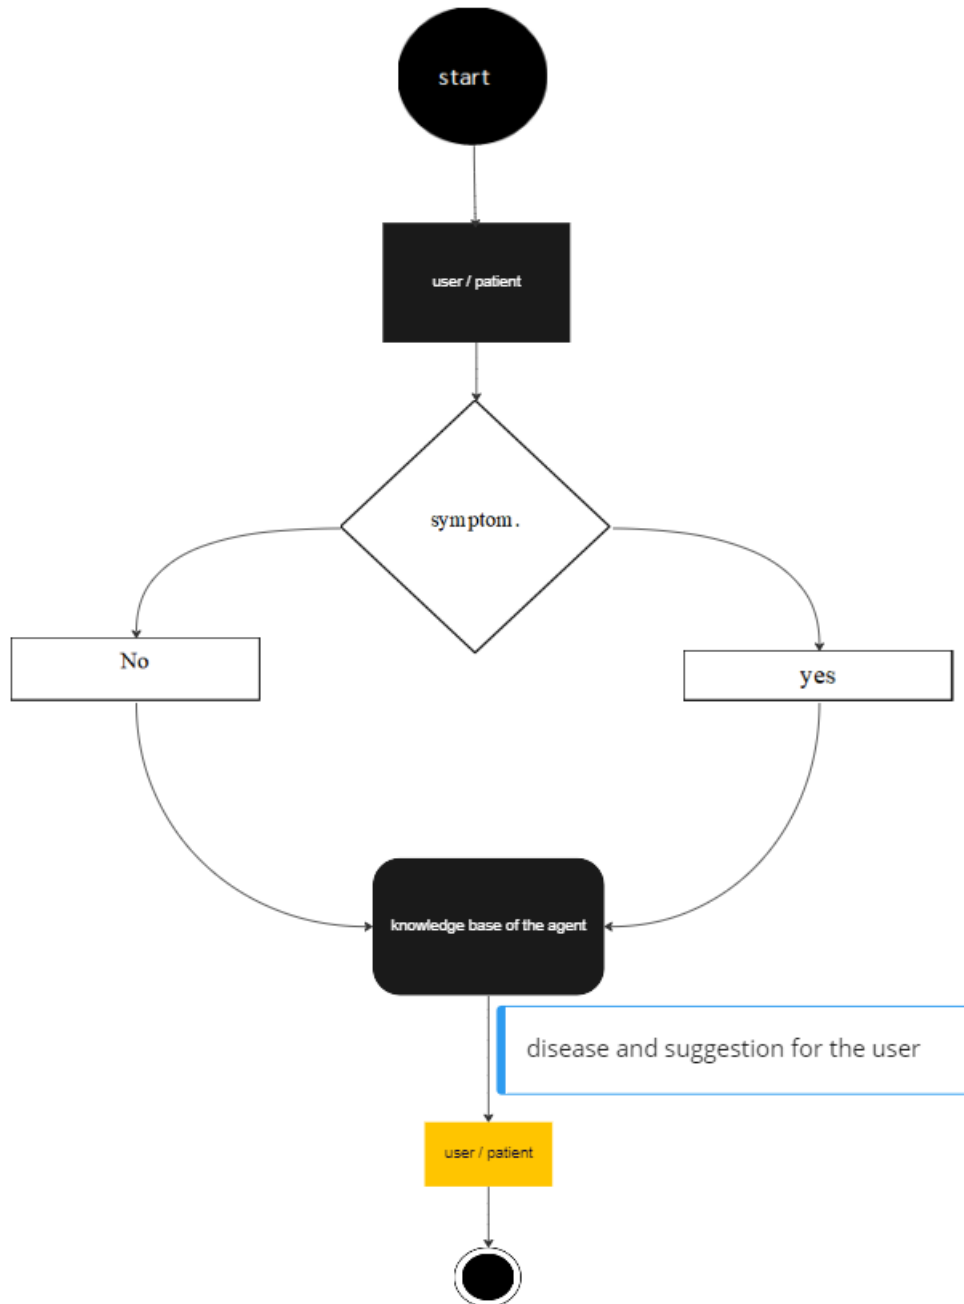 start
user / patient
symptom.
No
yes
knowledge base of the agent
disease and suggestion for the user
user / patient